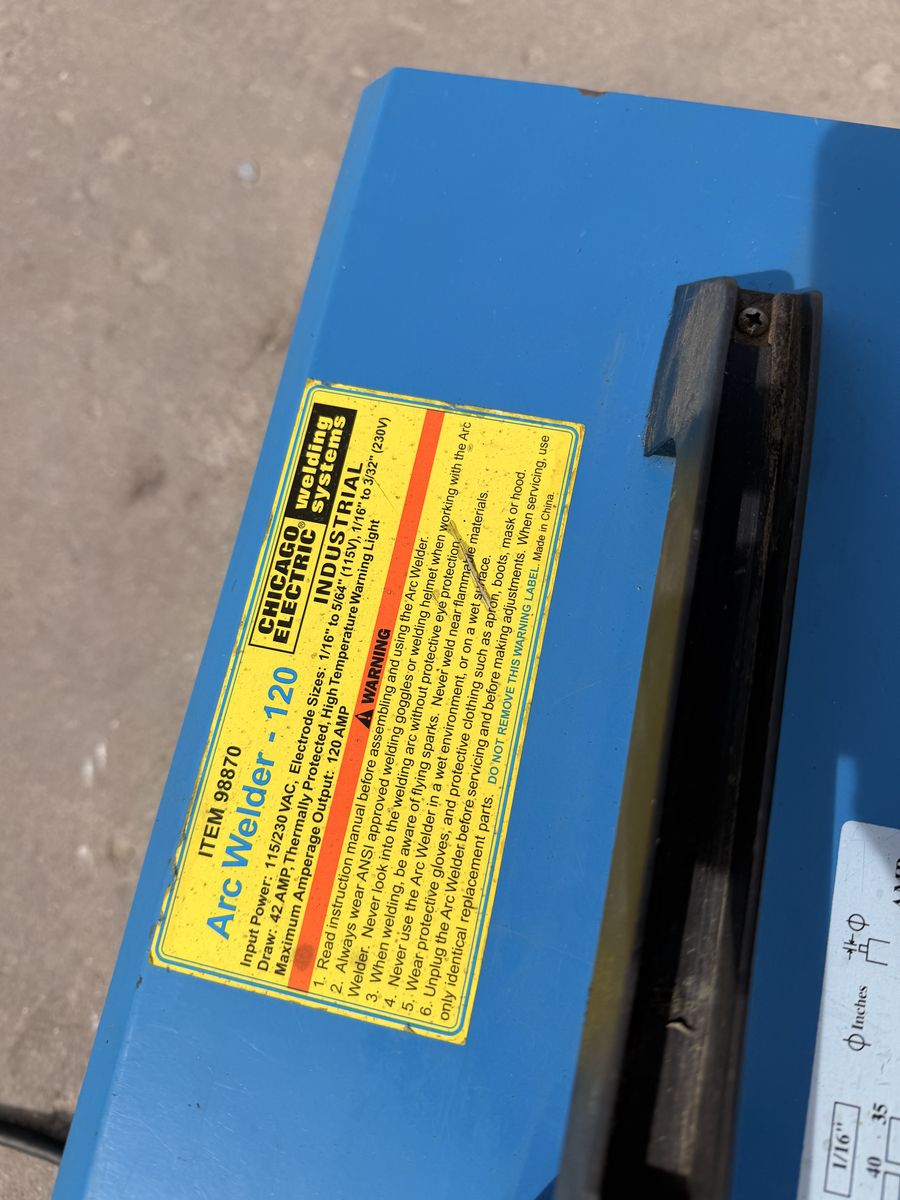 ITEM 98870
Arc Welder - 120
CHICAGO
ELECTRIC®
welding
systems
INDUSTRIAL
Input Power: 115/230 VAC, Electrode Sizes: 1/16" to 5/64" (115V), 1/16" to 3/32" (230V)
Draw: 42 AMP, Thermally Protected, High Temperature Warning Light
Maximum Amperage Output: 120 AMP
WARNING
1. Read instruction manual before assembling and using the Arc Welder.
2. Always wear ANSI approved welding goggles or welding helmet when working with the Arc
Welder. Never look into the welding arc without protective eye protection.
3. When welding, be aware of flying sparks. Never weld near flammable materials.
4. Never use the Arc Welder in a wet environment, or on a wet surface.
5. Wear protective gloves, and protective clothing such as apron, boots, mask or hood.
6. Unplug the Arc Welder before servicing and before making adjustments. When servicing, use
only identical replacement parts. DO NOT REMOVE THIS WARNING LABEL. Made in China.
Φ Inches
Φ
1/16"
40 35